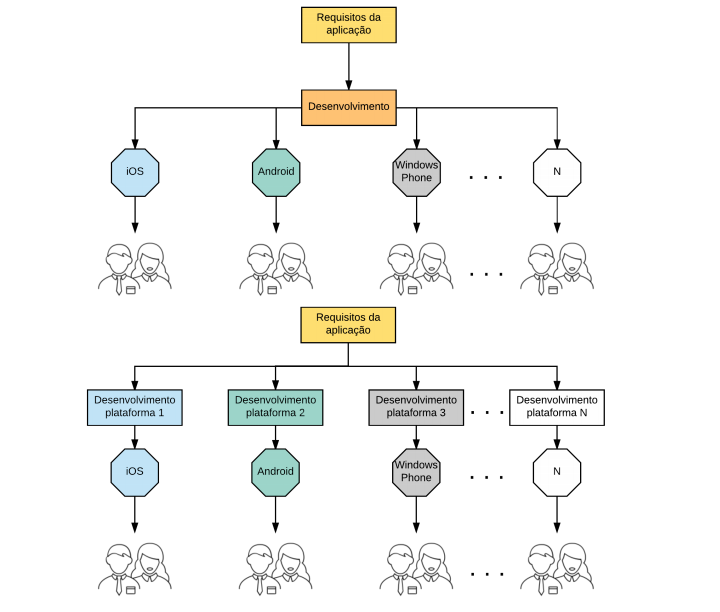 Requisitos da
aplicação
Desenvolvimento
iOS
Android
Windows
Phone
. . .
N
. . .
Requisitos da
aplicação
Desenvolvimento
plataforma 1
Desenvolvimento
plataforma 2
Desenvolvimento
plataforma 3
. . .
Desenvolvimento
plataforma N
iOS
Android
Windows
Phone
. . .
N
. . .